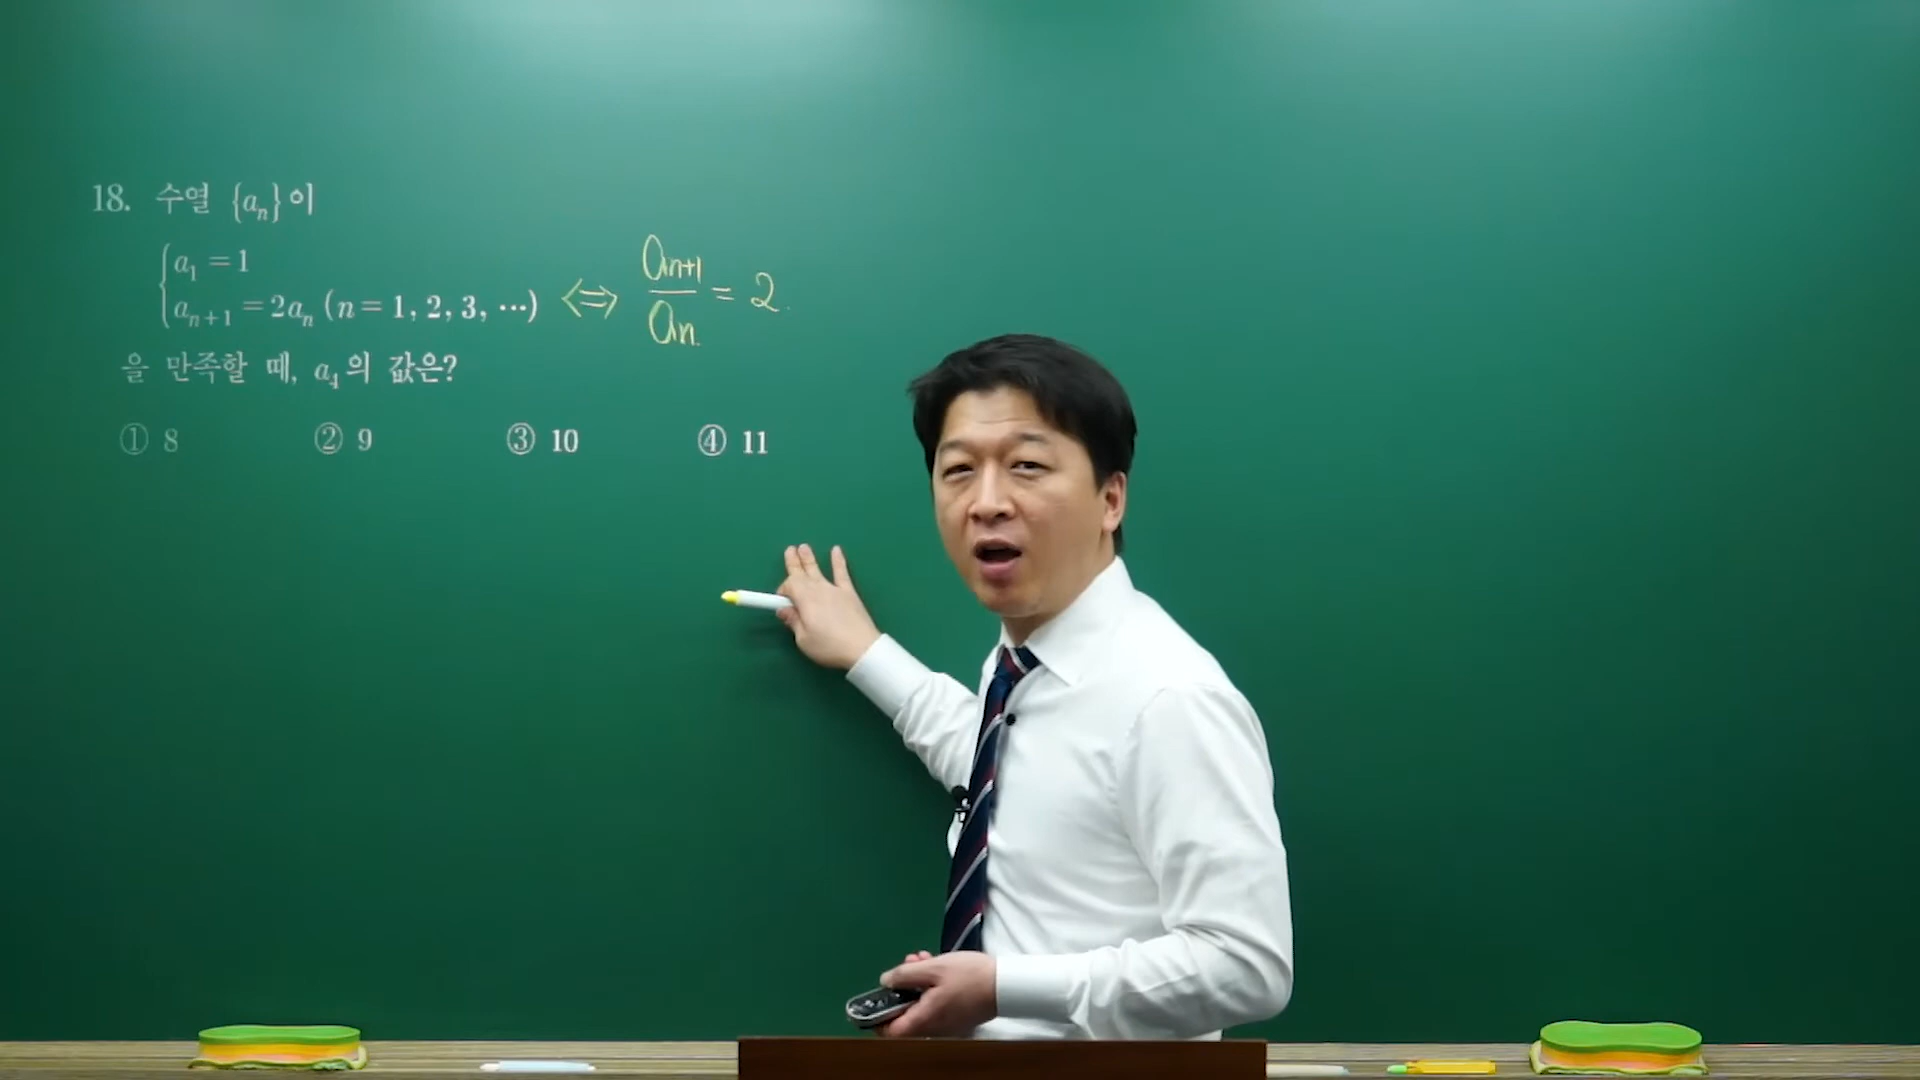 18. 수열 {aₙ}이
a₁ = 1
aₙ₊₁ = 2aₙ (n = 1, 2, 3, ⋯) ⇔ aₙ₊₁/aₙ = 2
을 만족할 때, a₄의 값은?
① 8 ② 9 ③ 10 ④ 11